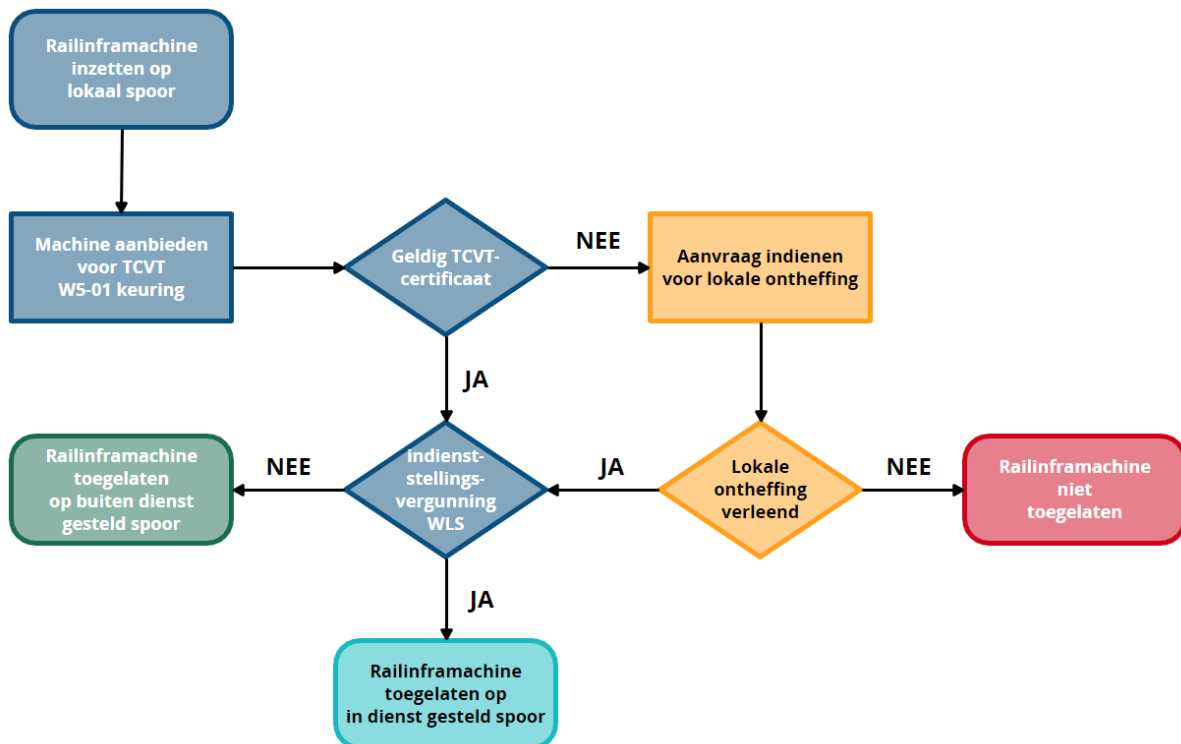 Railinframachine
inzetten op
lokaal spoor
Machine aanbieden
voor TCVT
W5-01 keuring
Geldig TCVT-
certificaat
NEE
Aanvraag indienen
voor lokale ontheffing
JA
Railinframachine
toegelaten
op buiten dienst
gesteld spoor
NEE
indienst-
stellings-
vergunning
WLS
JA
Lokale
ontheffing
verleend
NEE
Railinframachine
niet
toegelaten
JA
Railinframachine
toegelaten op
in dienst gesteld spoor